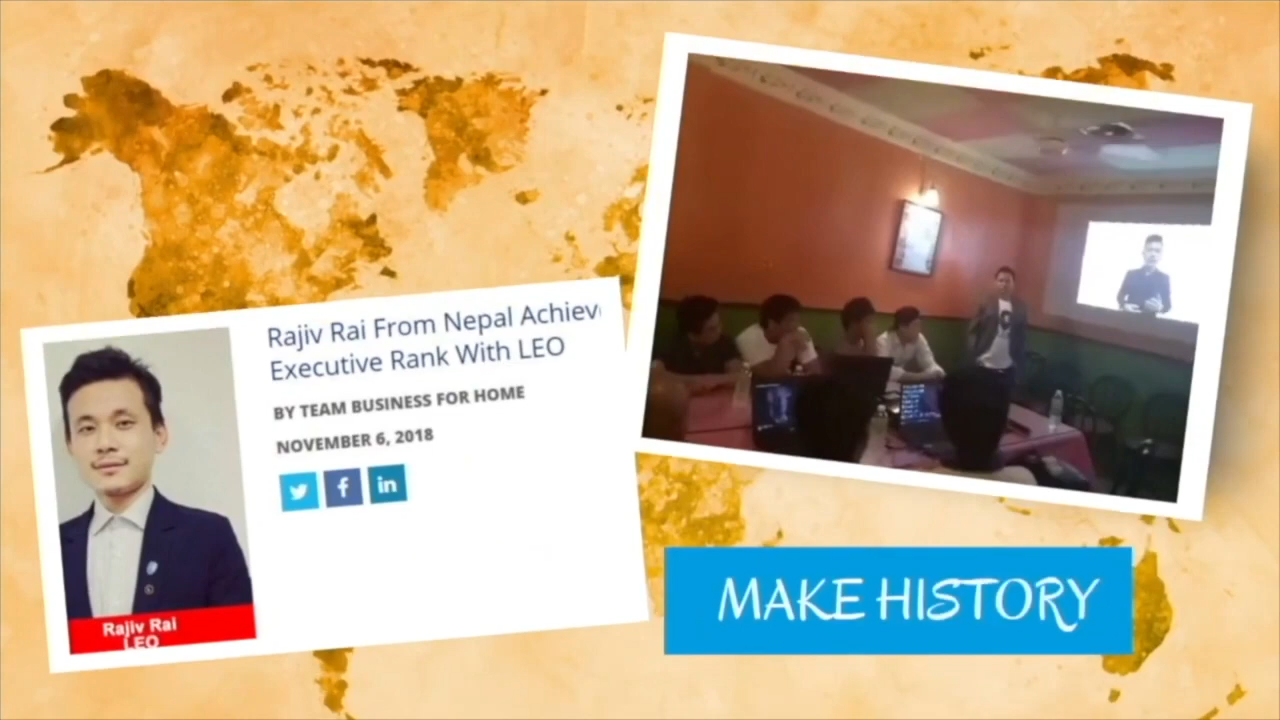 Rajiv Rai From Nepal Achiev
Executive Rank With LEO
BY TEAM BUSINESS FOR HOME
NOVEMBER 6, 2018
f
in
Rajiv Rai
LEO
MAKE HISTORY